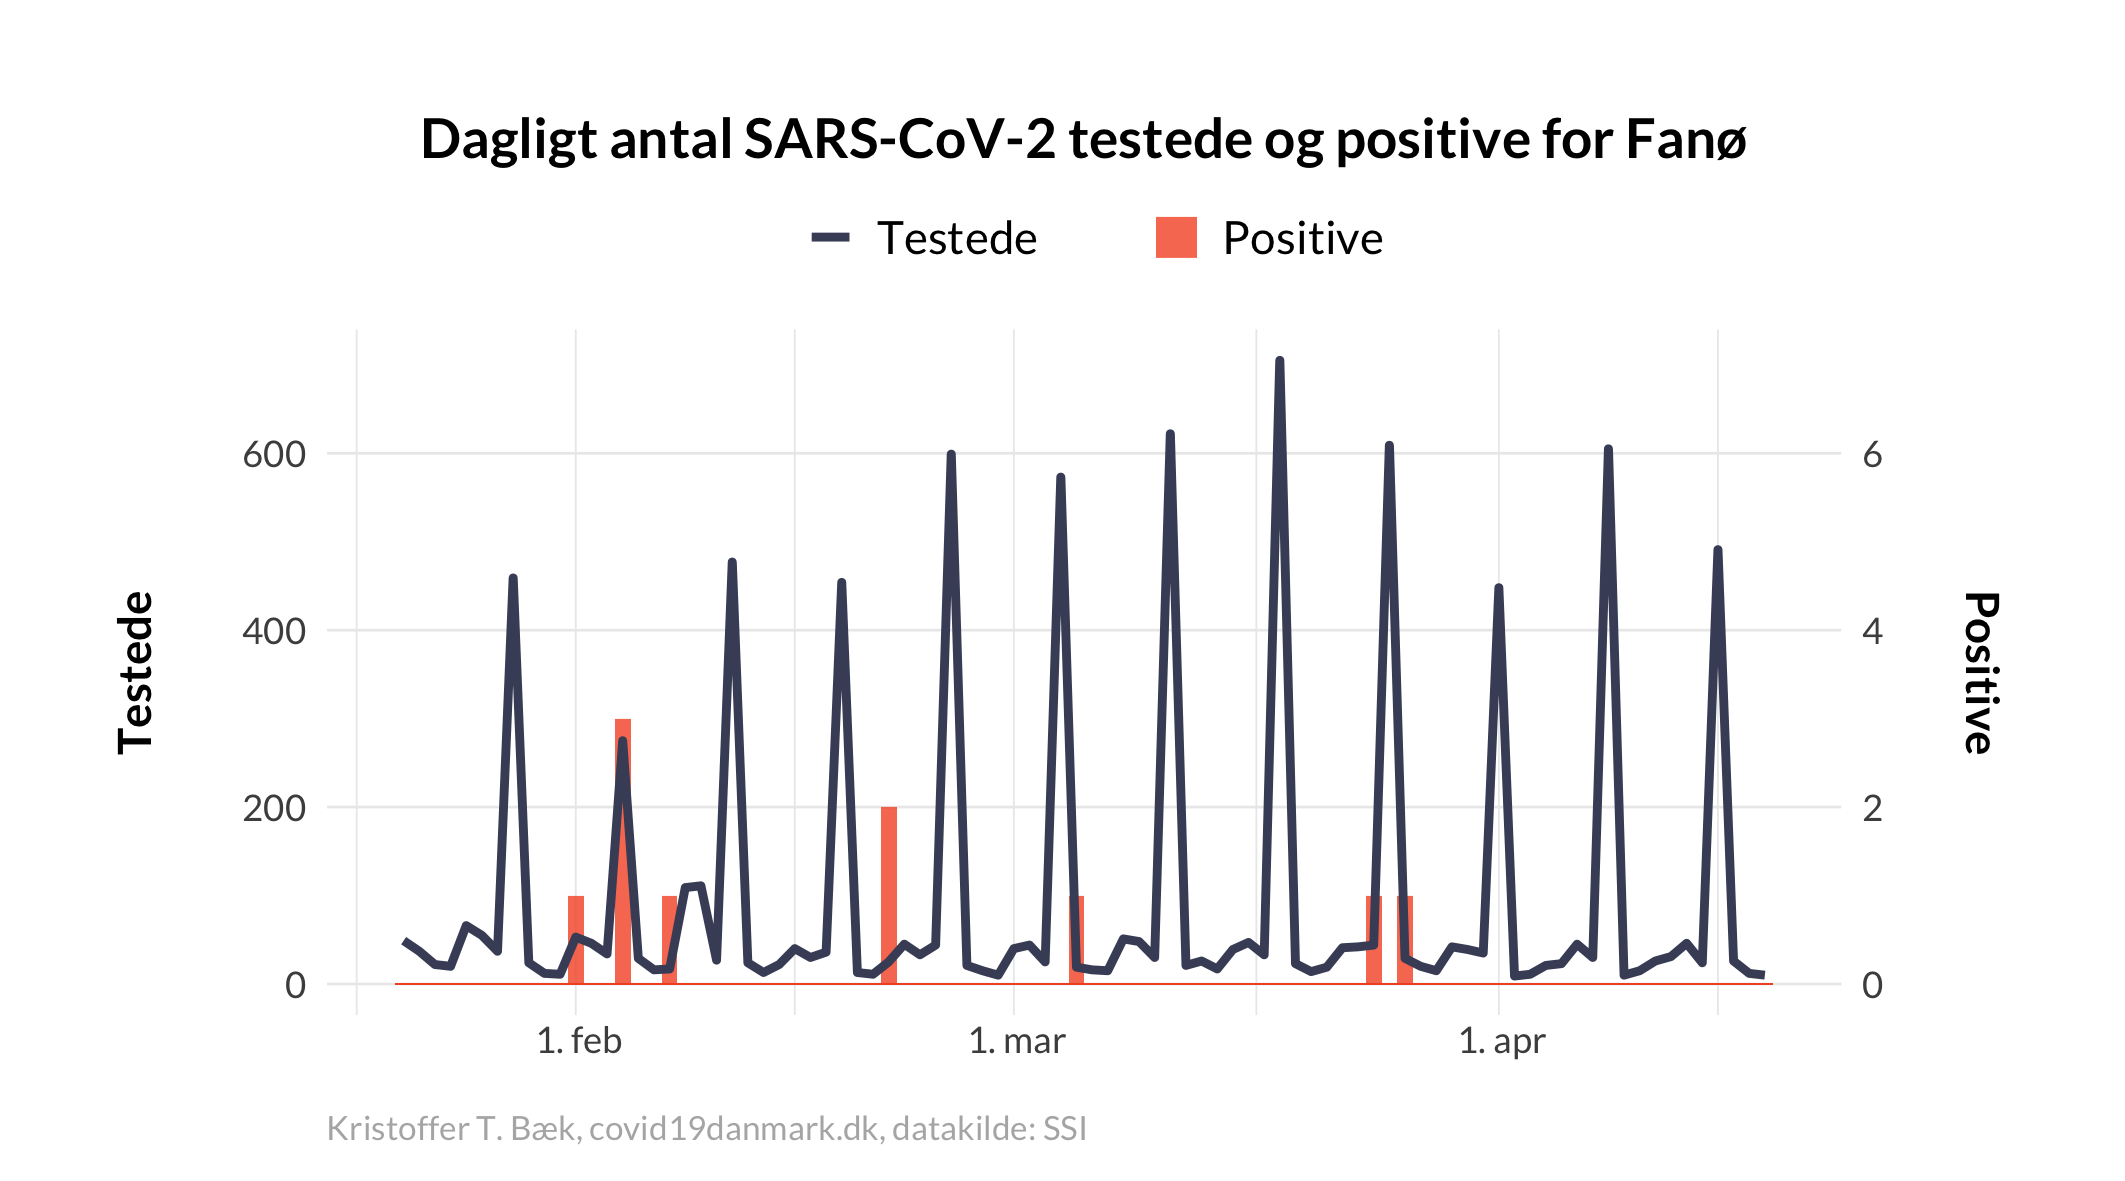 Dagligt antal SARS-CoV-2 testede og positive for Fanø
Testede
Positive
600
400
200
0
6
4
2
0
Testede
Positive
1. feb
1. mar
1. apr
Kristoffer T. Bæk, covid19danmark.dk, datakilde: SSI